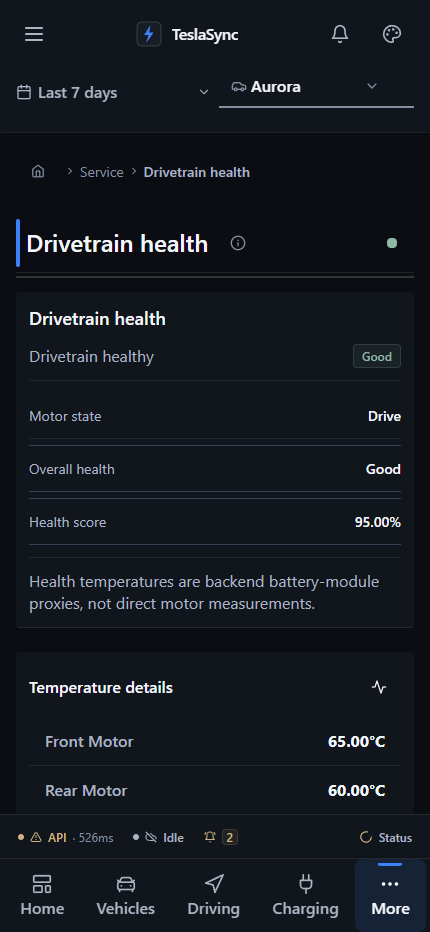 TeslaSync
Last 7 days
Aurora
Service
Drivetrain health
Drivetrain health
Drivetrain health
Drivetrain healthy
Good
Motor state
Drive
Overall health
Good
Health score
95.00%
Health temperatures are backend battery-module
proxies, not direct motor measurements.
Temperature details
Front Motor
65.00°C
Rear Motor
60.00°C
API · 526ms
Idle
2
Status
Home
Vehicles
Driving
Charging
More